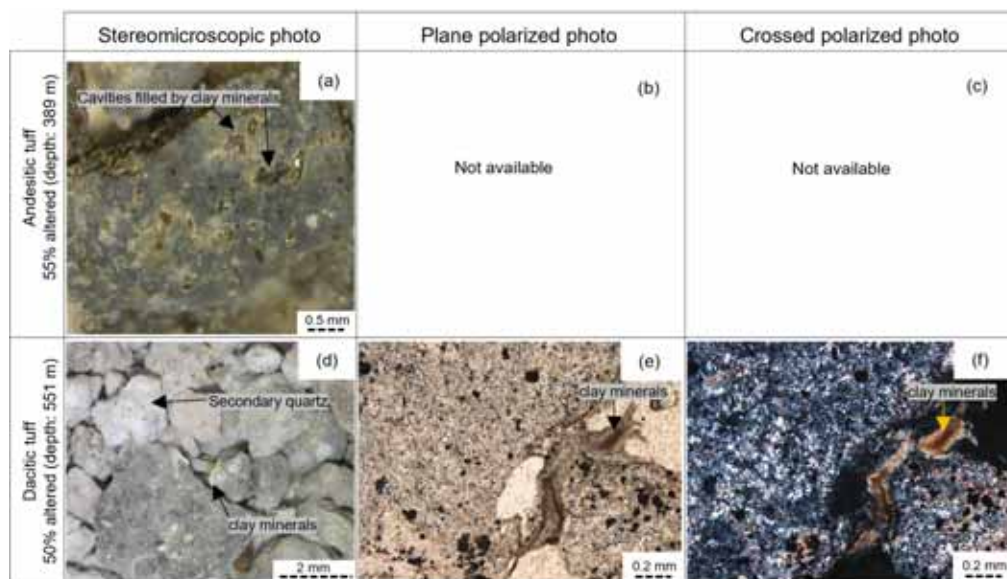 Stereomicroscopic photo
Plane polarized photo
Crossed polarized photo
Andesitic tuff
55% altered (depth: 389 m)
(a)
Cavities filled by clay minerals
0.5 mm
(b)
Not available
(c)
Not available
Dacitic tuff
50% altered (depth: 551 m)
(d)
Secondary quartz
clay minerals
2 mm
(e)
clay minerals
0.2 mm
(f)
clay minerals
0.2 mm